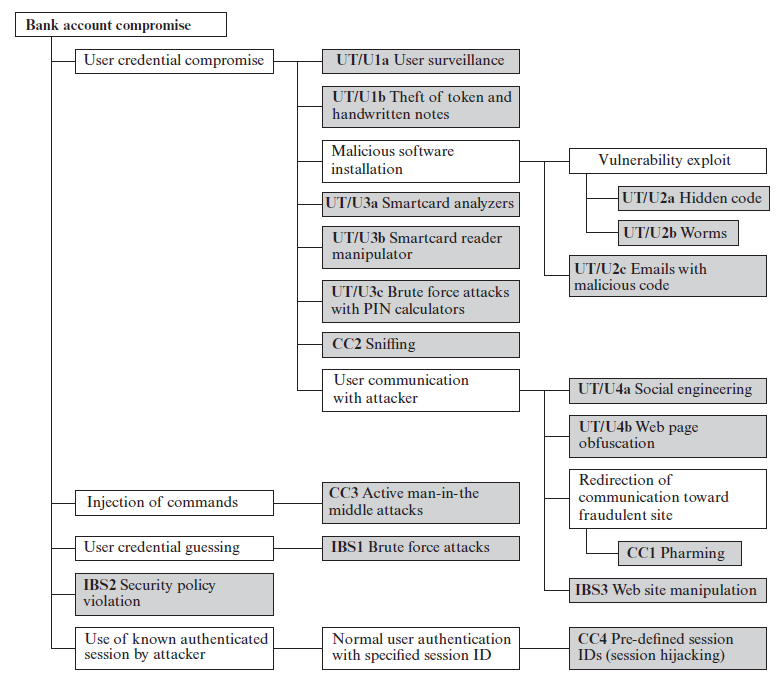 Bank account compromise
User credential compromise
UT/U1a User surveillance
UT/U1b Theft of token and
handwritten notes
Malicious software
installation
Vulnerability exploit
UT/U2a Hidden code
UT/U2b Worms
UT/U2c Emails with
malicious code
UT/U3a Smartcard analyzers
UT/U3b Smartcard reader
manipulator
UT/U3c Brute force attacks
with PIN calculators
CC2 Sniffing
User communication
with attacker
UT/U4a Social engineering
UT/U4b Web page
obfuscation
Redirection of
communication toward
fraudulent site
CC1 Pharming
IBS3 Web site manipulation
Injection of commands
CC3 Active man-in-the
middle attacks
User credential guessing
IBS1 Brute force attacks
IBS2 Security policy
violation
Use of known authenticated
session by attacker
Normal user authentication
with specified session ID
CC4 Pre-defined session
IDs (session hijacking)